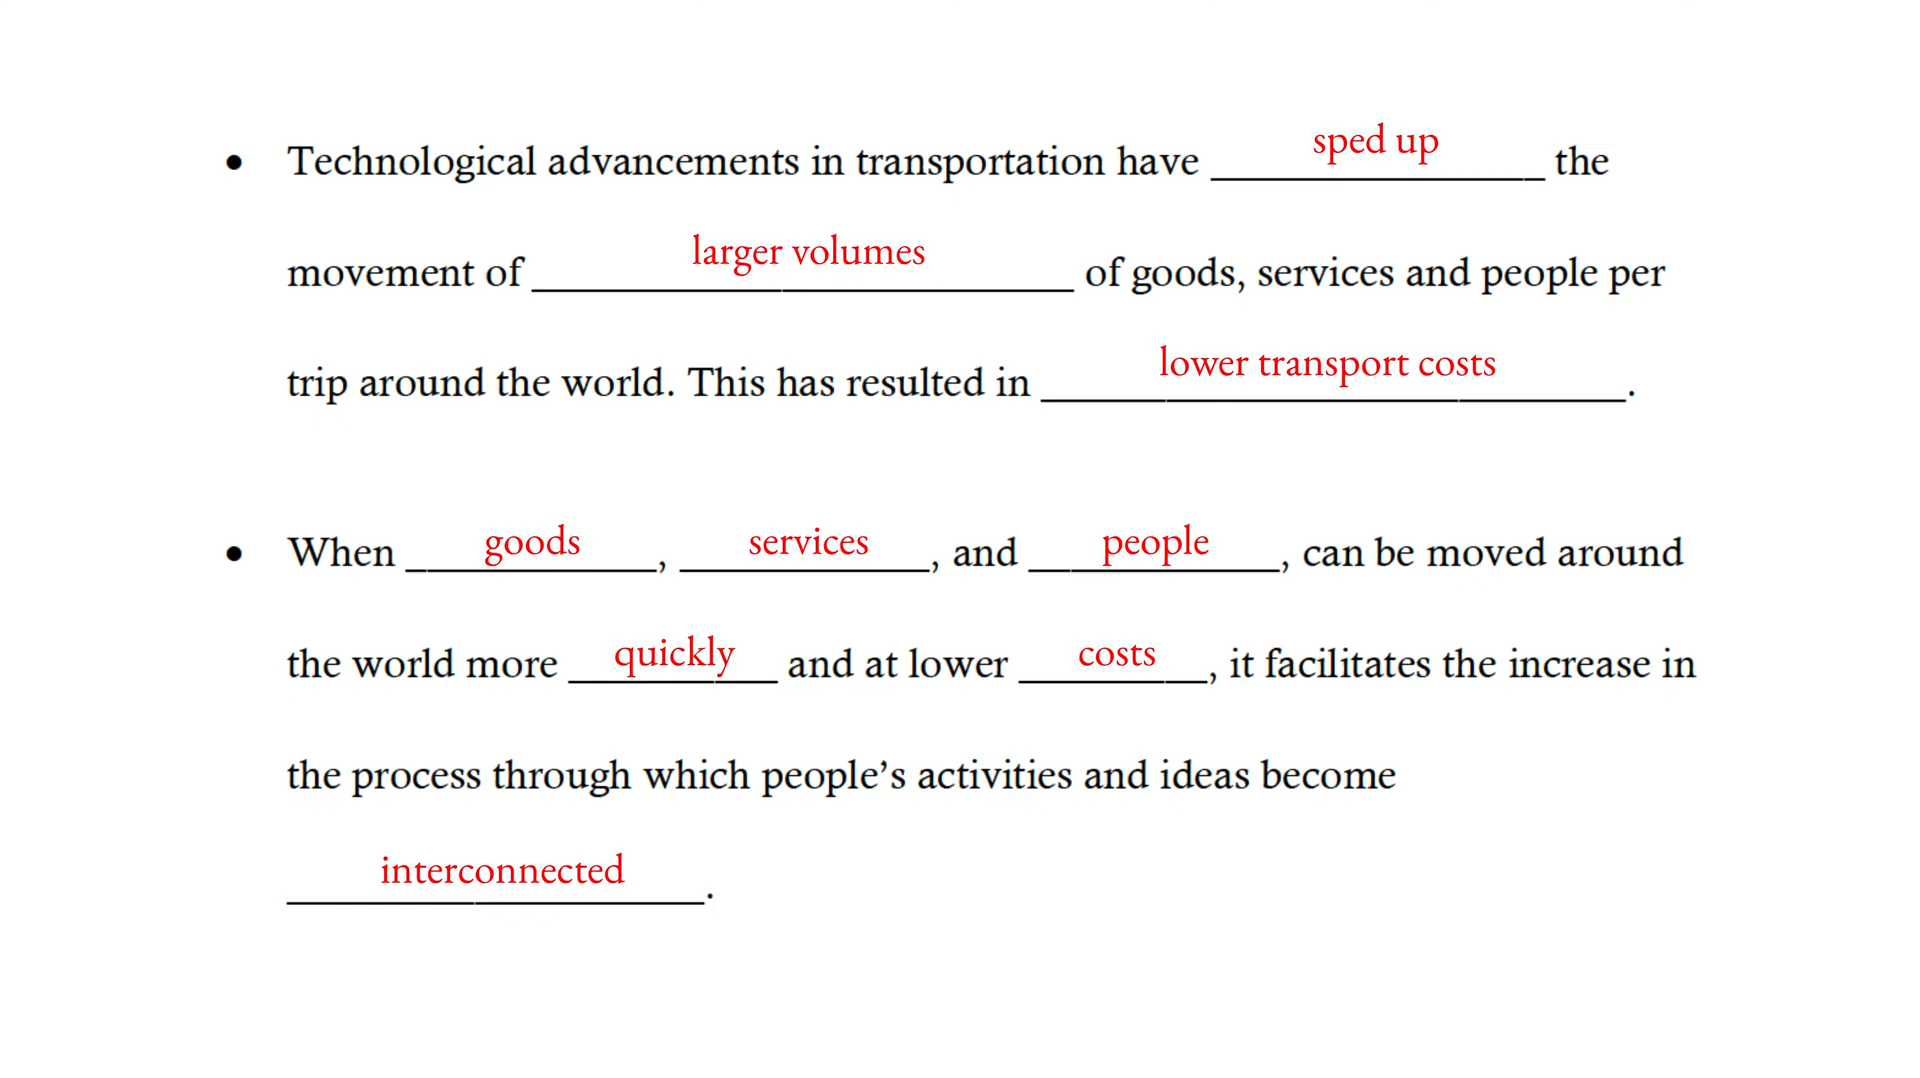 • Technological advancements in transportation have sped up the
movement of larger volumes of goods, services and people per
trip around the world. This has resulted in lower transport costs.
• When goods, services, and people, can be moved around
the world more quickly and at lower costs, it facilitates the increase in
the process through which people’s activities and ideas become
interconnected.